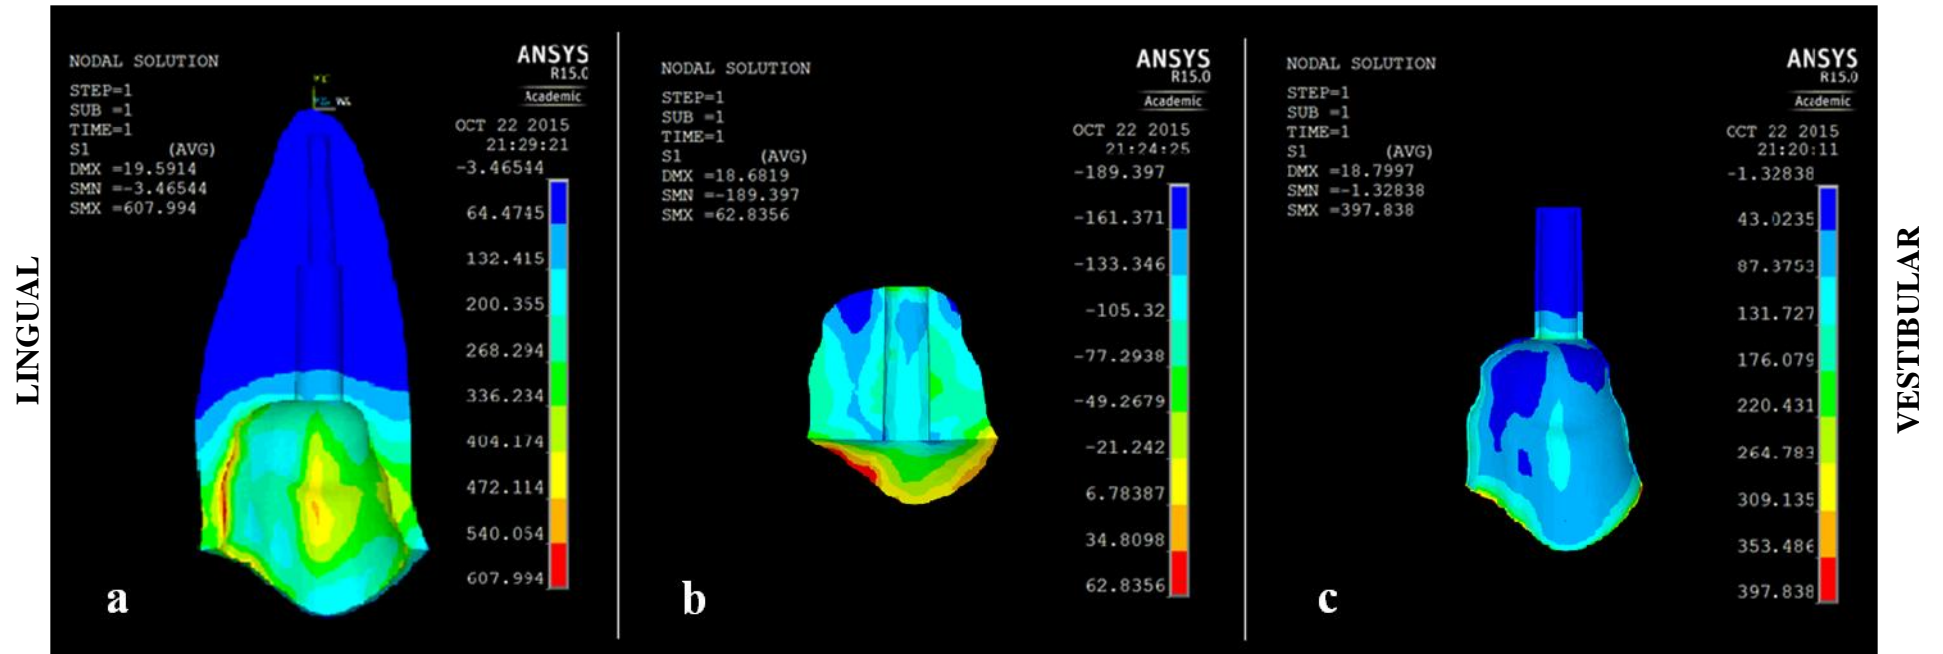 LINGUAL
NODAL SOLUTION
STEP=1
SUB =1
TIME=1
S1 (AVG)
DMX =19.5914
SMN =-3.46544
SMX =607.994
ANSYS
R15.0
Academic
OCT 22 2015
21:29:21
-3.46544
64.4745
132.415
200.355
268.294
336.234
404.174
472.114
540.054
607.994
a
NODAL SOLUTION
STEP=1
SUB =1
TIME=1
S1 (AVG)
DMX =18.6819
SMN =-189.397
SMX =62.8356
ANSYS
R15.0
Academic
OCT 22 2015
21:24:25
-189.397
-161.371
-133.346
-105.32
-77.2938
-49.2679
-21.242
6.78387
34.8098
62.8356
b
NODAL SOLUTION
STEP=1
SUB =1
TIME=1
S1 (AVG)
DMX =18.7997
SMN =-1.32838
SMX =397.838
ANSYS
R15.0
Academic
OCT 22 2015
21:20:11
-1.32838
43.0235
87.3753
131.727
176.079
220.431
264.783
309.135
353.486
397.838
c
VESTIBULAR